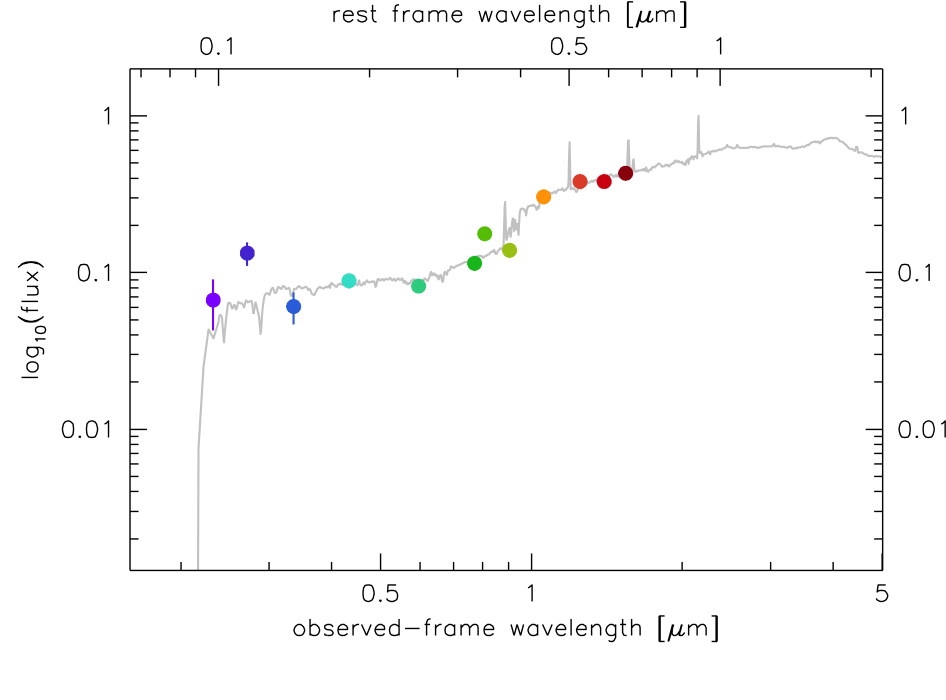 rest frame wavelength [μm]
0.1 0.5 1
1 1
0.1 0.1
0.01 0.01
log10(flux)
0.5 1 5
observed-frame wavelength [μm]